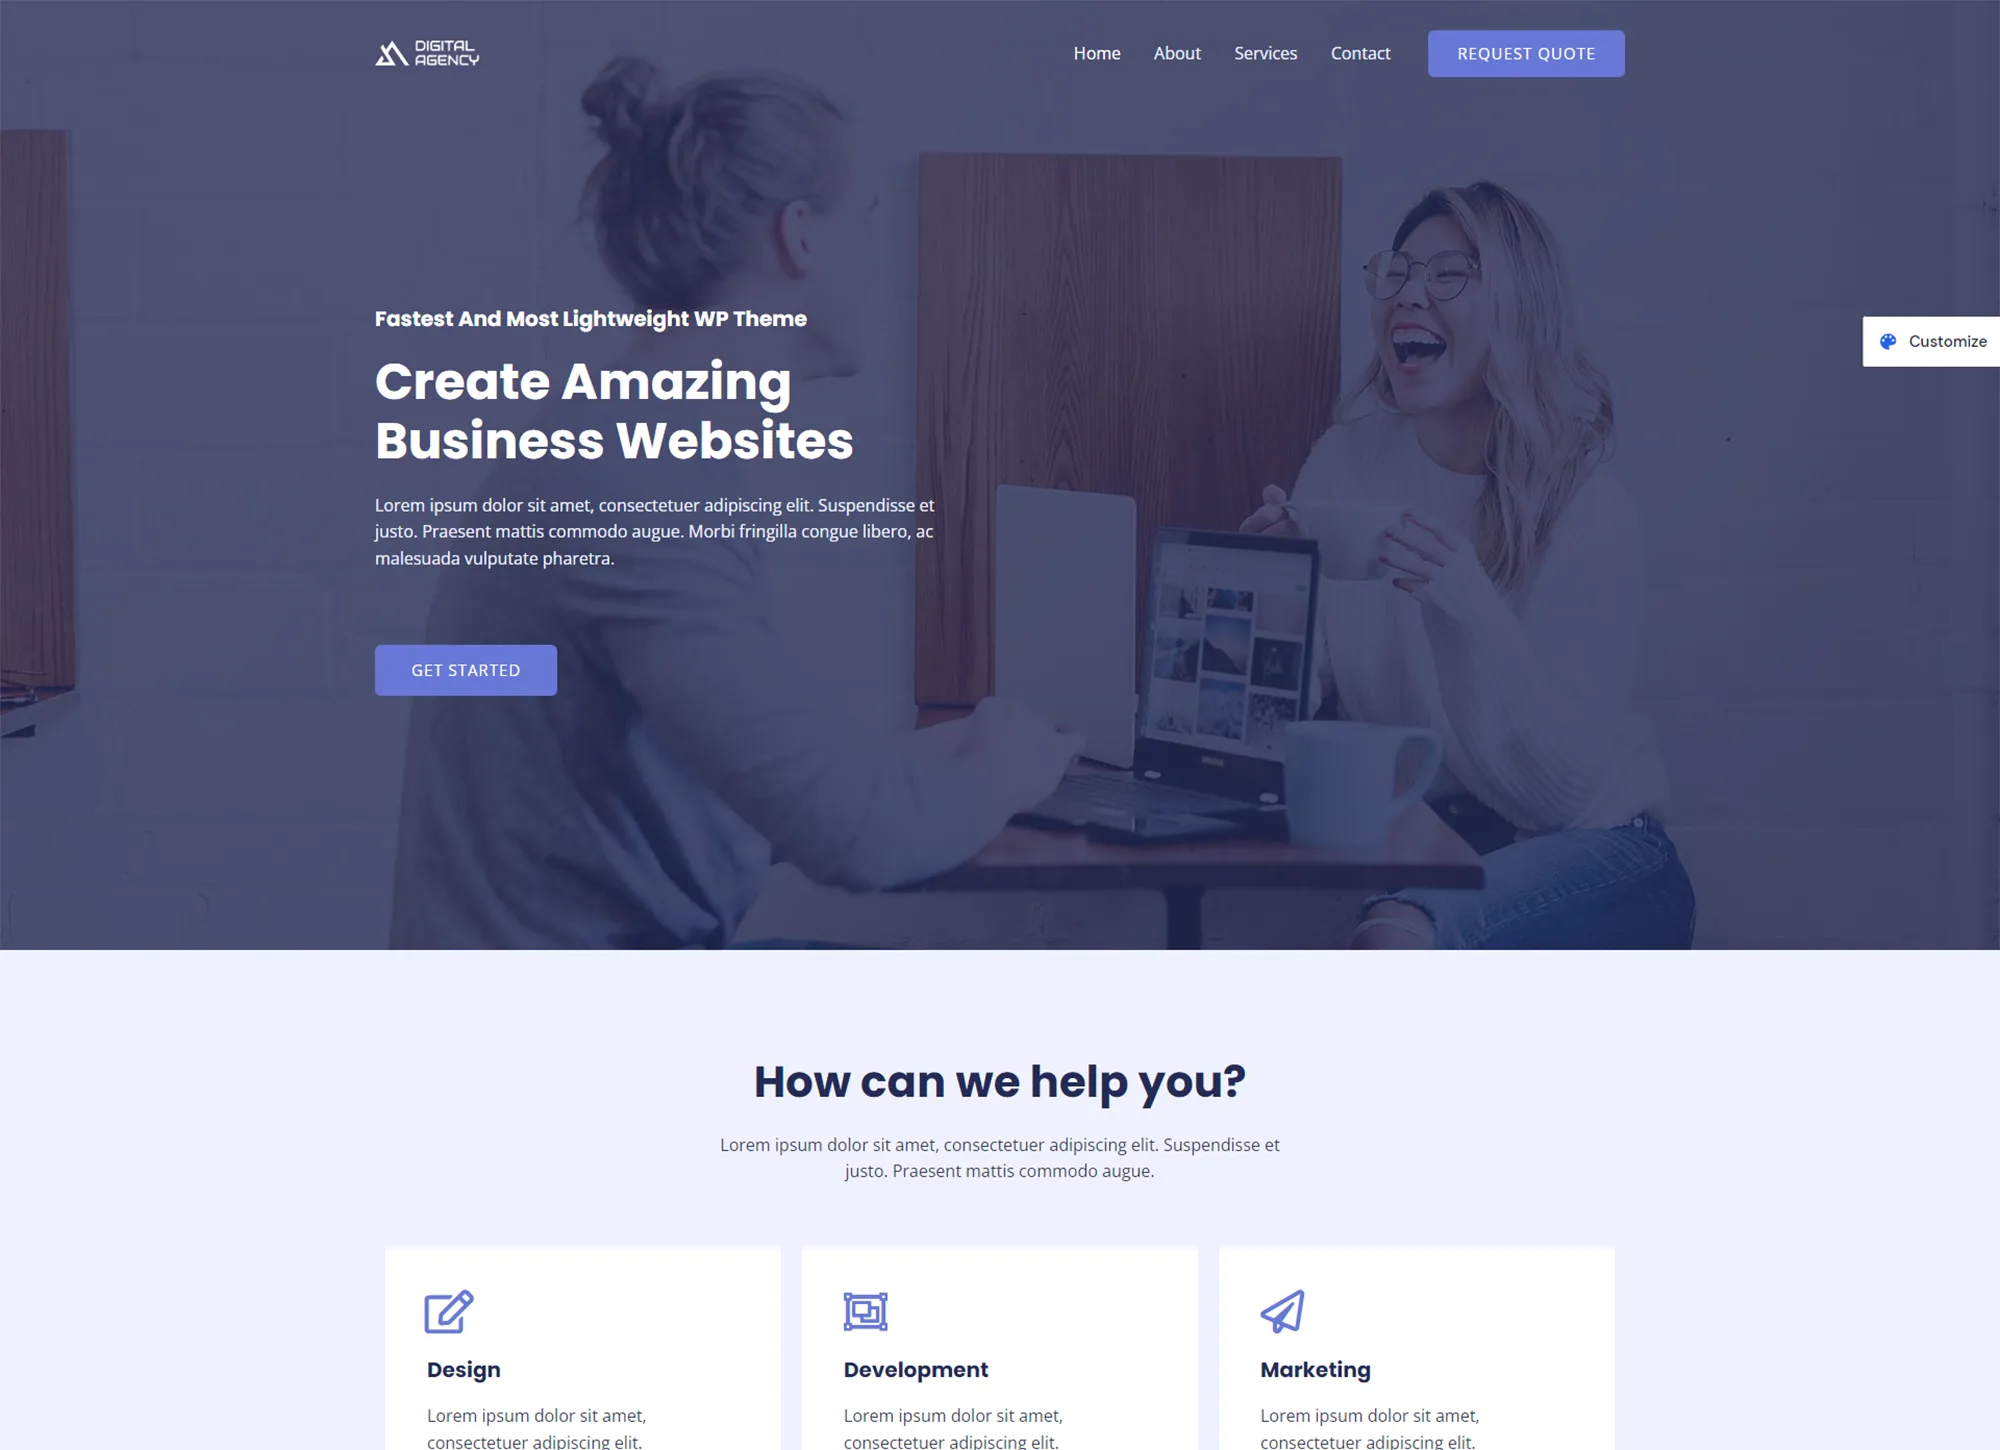 DIGITAL
AGENCY
Home About Services Contact REQUEST QUOTE
Fastest And Most Lightweight WP Theme
Create Amazing
Business Websites
Lorem ipsum dolor sit amet, consectetuer adipiscing elit. Suspendisse et
justo. Praesent mattis commodo augue. Morbi fringilla congue libero, ac
malesuada vulputate pharetra.
GET STARTED
Customize
How can we help you?
Lorem ipsum dolor sit amet, consectetuer adipiscing elit. Suspendisse et
justo. Praesent mattis commodo augue.
Design
Lorem ipsum dolor sit amet,
consectetuer adipiscing elit.
Development
Lorem ipsum dolor sit amet,
consectetuer adipiscing elit.
Marketing
Lorem ipsum dolor sit amet,
consectetuer adipiscing elit.